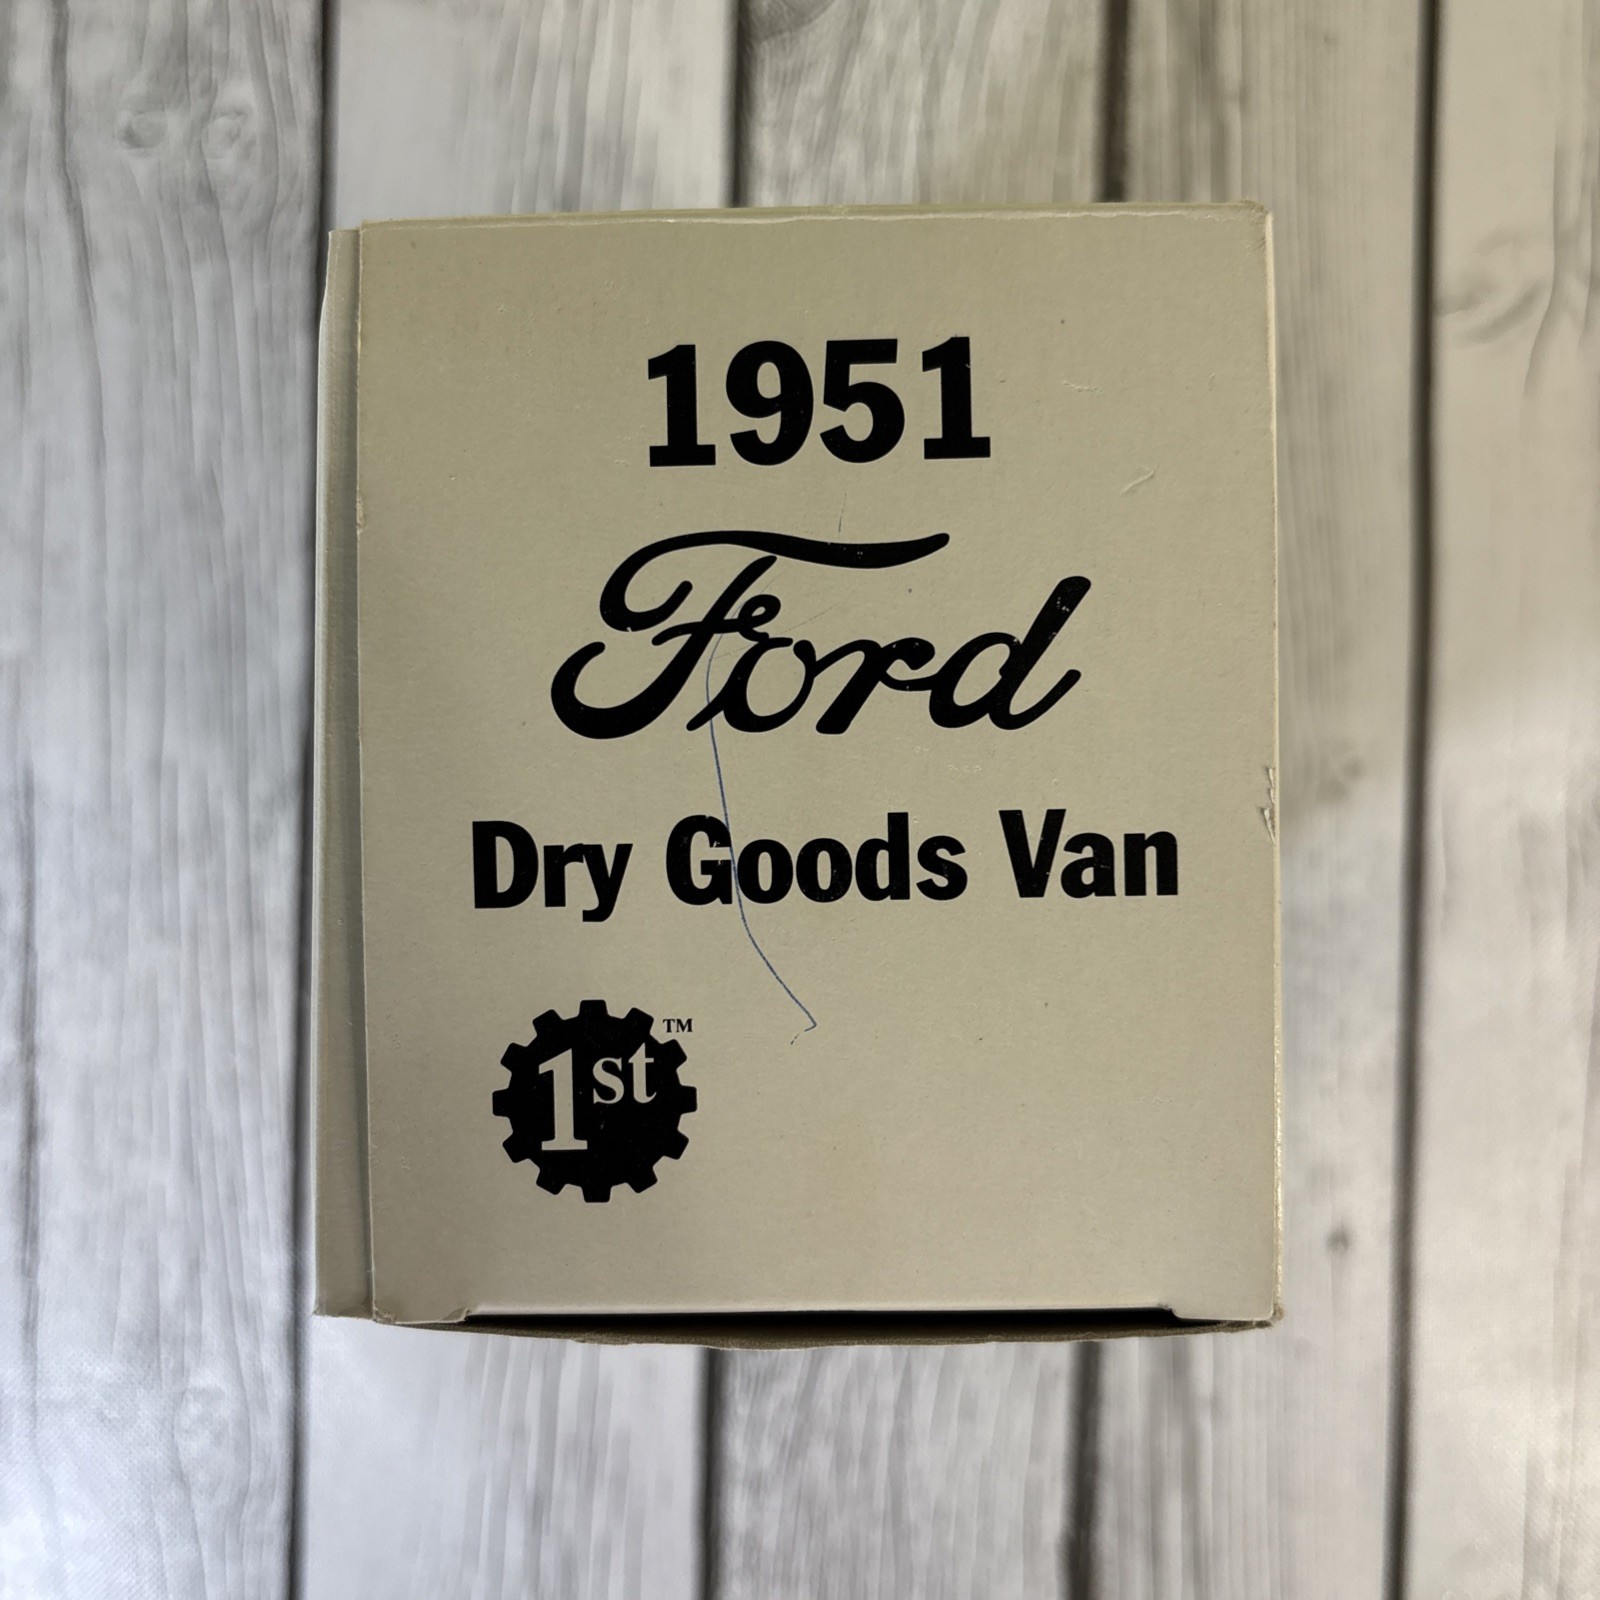 1951
Ford
Dry Goods Van
1st™